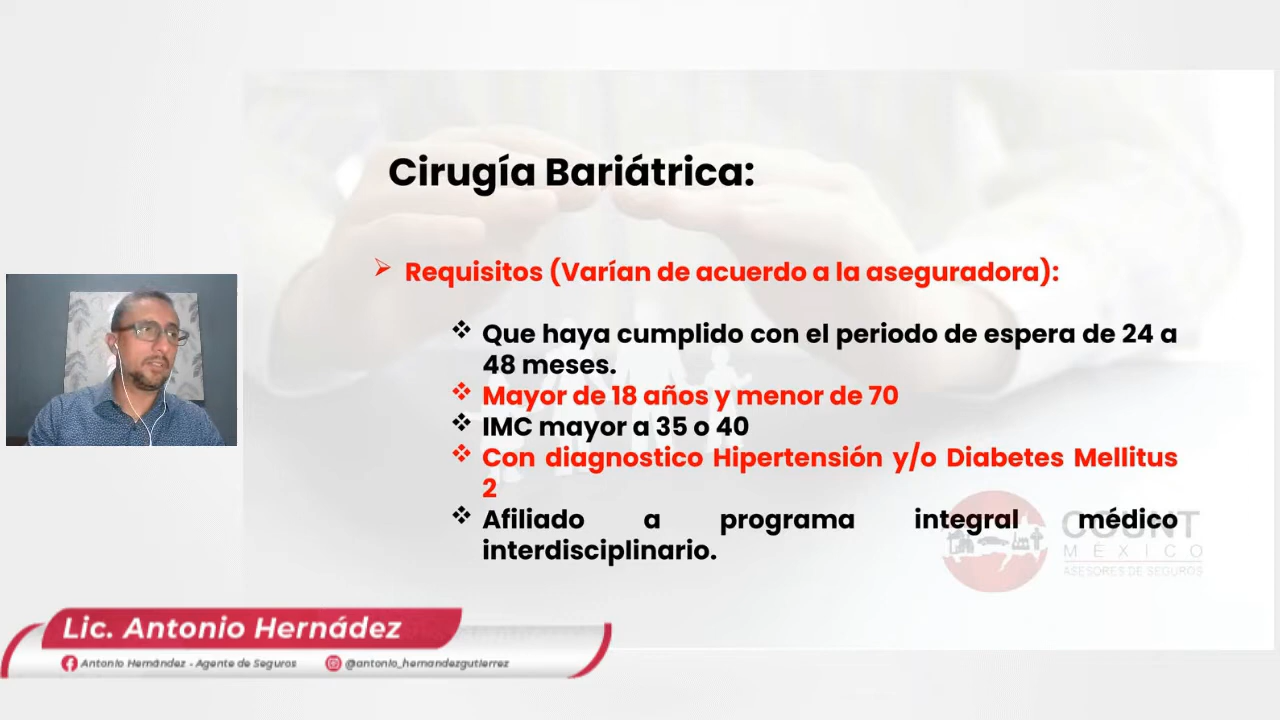 Cirugía Bariátrica:
Requisitos (Varían de acuerdo a la aseguradora):
Que haya cumplido con el periodo de espera de 24 a
48 meses.
Mayor de 18 años y menor de 70
IMC mayor a 35 o 40
Con diagnostico Hipertensión y/o Diabetes Mellitus
2
Afiliado a programa integral médico
interdisciplinario.
COUNT
MÉXICO
ASESORES DE SEGUROS
Lic. Antonio Hernádez
Antonio Hernández - Agente de Seguros
@antonio_hernandezgutierrez